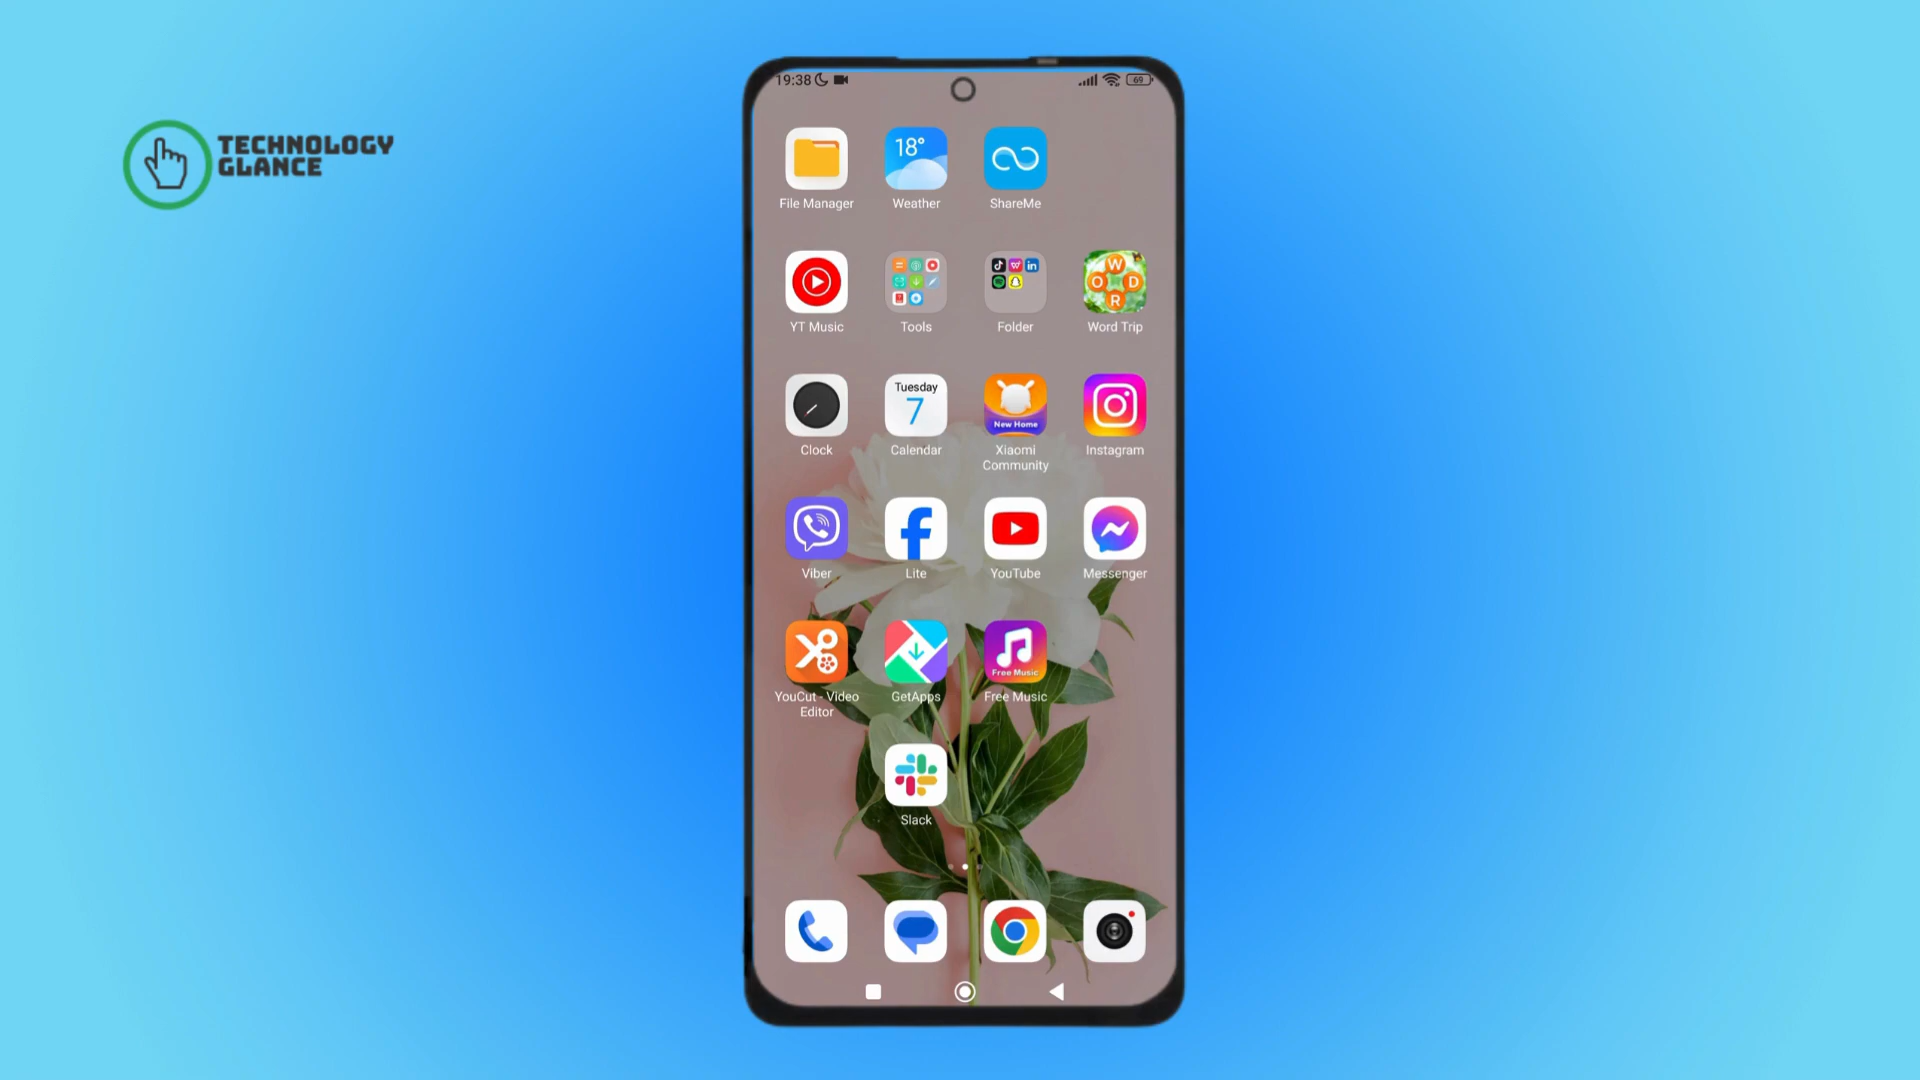 TECHNOLOGY
GLANCE
19:38
69
18°
File Manager
Weather
ShareMe
W
O
D
R
YT Music
Tools
Folder
Word Trip
Tuesday
7
New Home
Clock
Calendar
Xiaomi
Community
Instagram
Viber
Lite
YouTube
Messenger
Free Music
YouCut - Video
Editor
GetApps
Free Music
Slack